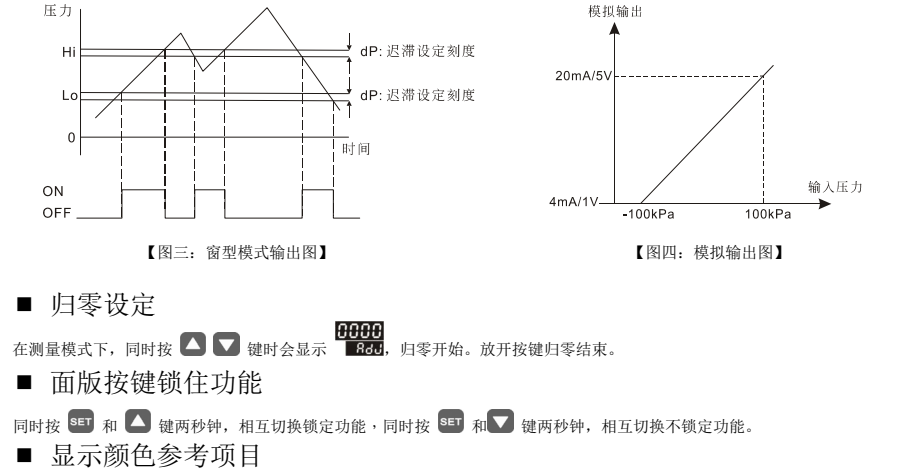 压力
Hi
dP: 迟滞设定刻度
Lo
dP: 迟滞设定刻度
0
时间
ON
OFF
【图三：窗型模式输出图】
模拟输出
20mA/5V
4mA/1V
-100kPa
100kPa
输入压力
【图四：模拟输出图】
■ 归零设定
在测量模式下，同时按 键时会显示 0000 Adj，归零开始。放开按键归零结束。
■ 面版按键锁住功能
同时按 SET 和 键两秒钟，相互切换锁定功能，同时按 SET 和 键两秒钟，相互切换不锁定功能。
■ 显示颜色参考项目